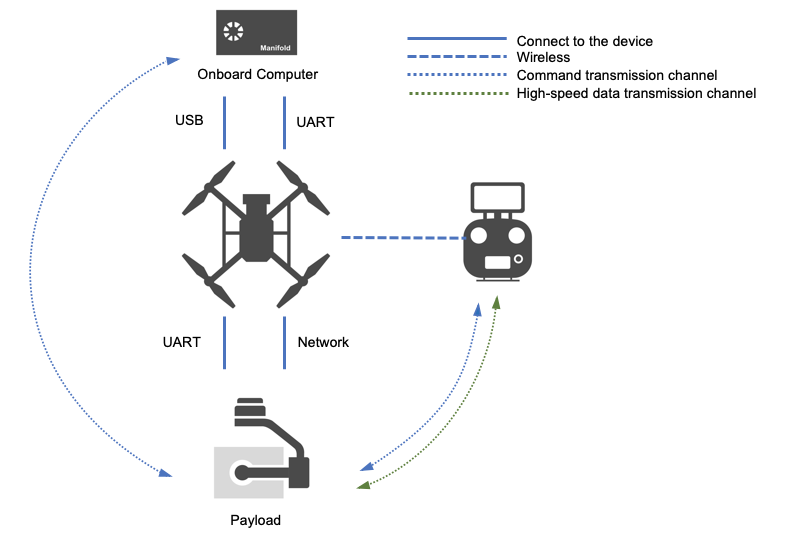 Manifold
Onboard Computer
Connect to the device
Wireless
Command transmission channel
High-speed data transmission channel
USB
UART
UART
Network
Payload